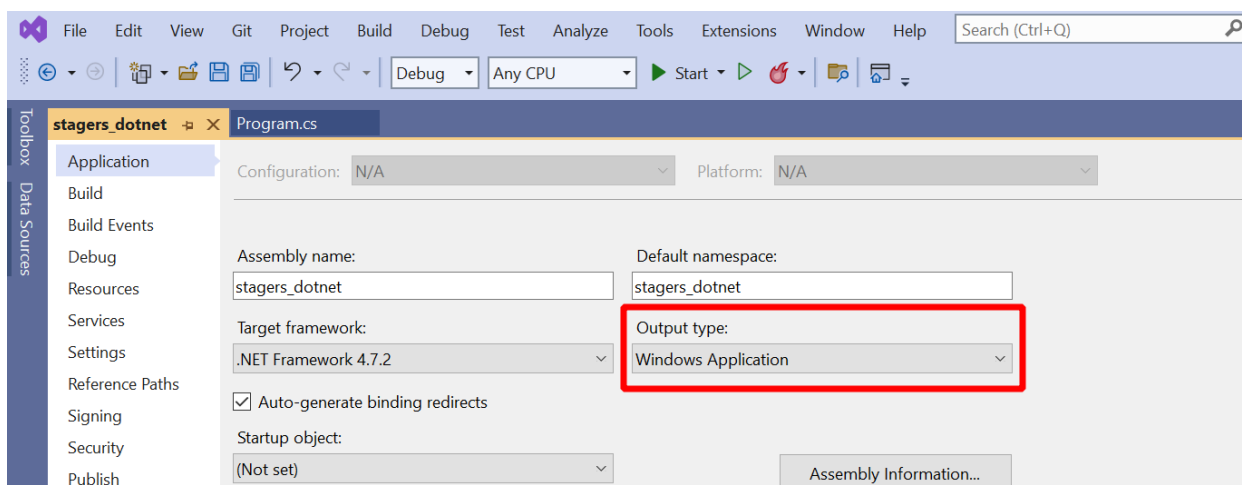 File Edit View Git Project Build Debug Test Analyze Tools Extensions Window Help Search (Ctrl+Q)
Debug Any CPU Start
Toolbox
Data Sources
stagers_dotnet Program.cs
Application
Build
Build Events
Debug
Resources
Services
Settings
Reference Paths
Signing
Security
Publish
Configuration: N/A Platform: N/A
Assembly name: Default namespace:
stagers_dotnet stagers_dotnet
Target framework: Output type:
.NET Framework 4.7.2 Windows Application
Auto-generate binding redirects
Startup object:
(Not set) Assembly Information...